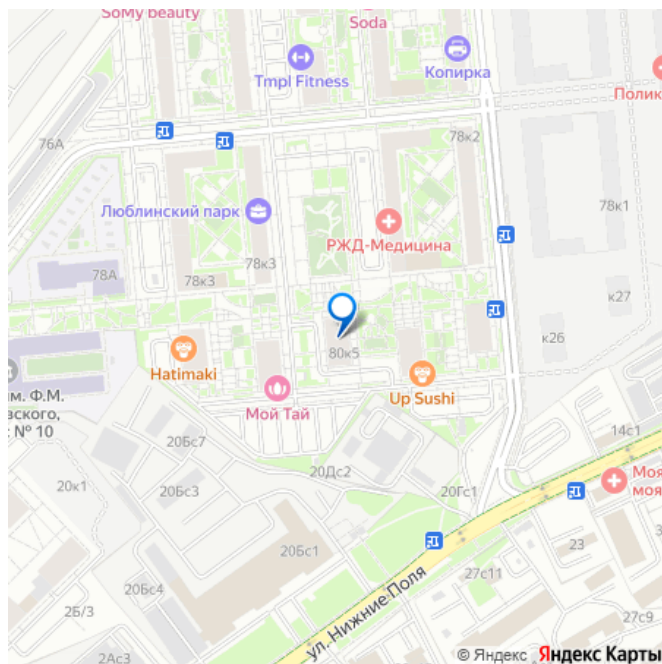 SoMy beauty
Soda
Tmpl Fitness
Копирка
Полик
76А
78к2
Люблинский парк
РЖД-Медицина
78к1
78А
78к3
78к3
к27
к26
80к5
Hatimaki
Up Sushi
Мой Тай
им. Ф.М.
вского,
с № 10
20Бс7
14с1
20Дс2
20к1
20Бс3
20Гс1
Моя
моя
20Бс1
23
ул. Нижние Поля
27с11
20Бс4
2Б/3
27с9
2Ас3
© Яндекс Яндекс Карты